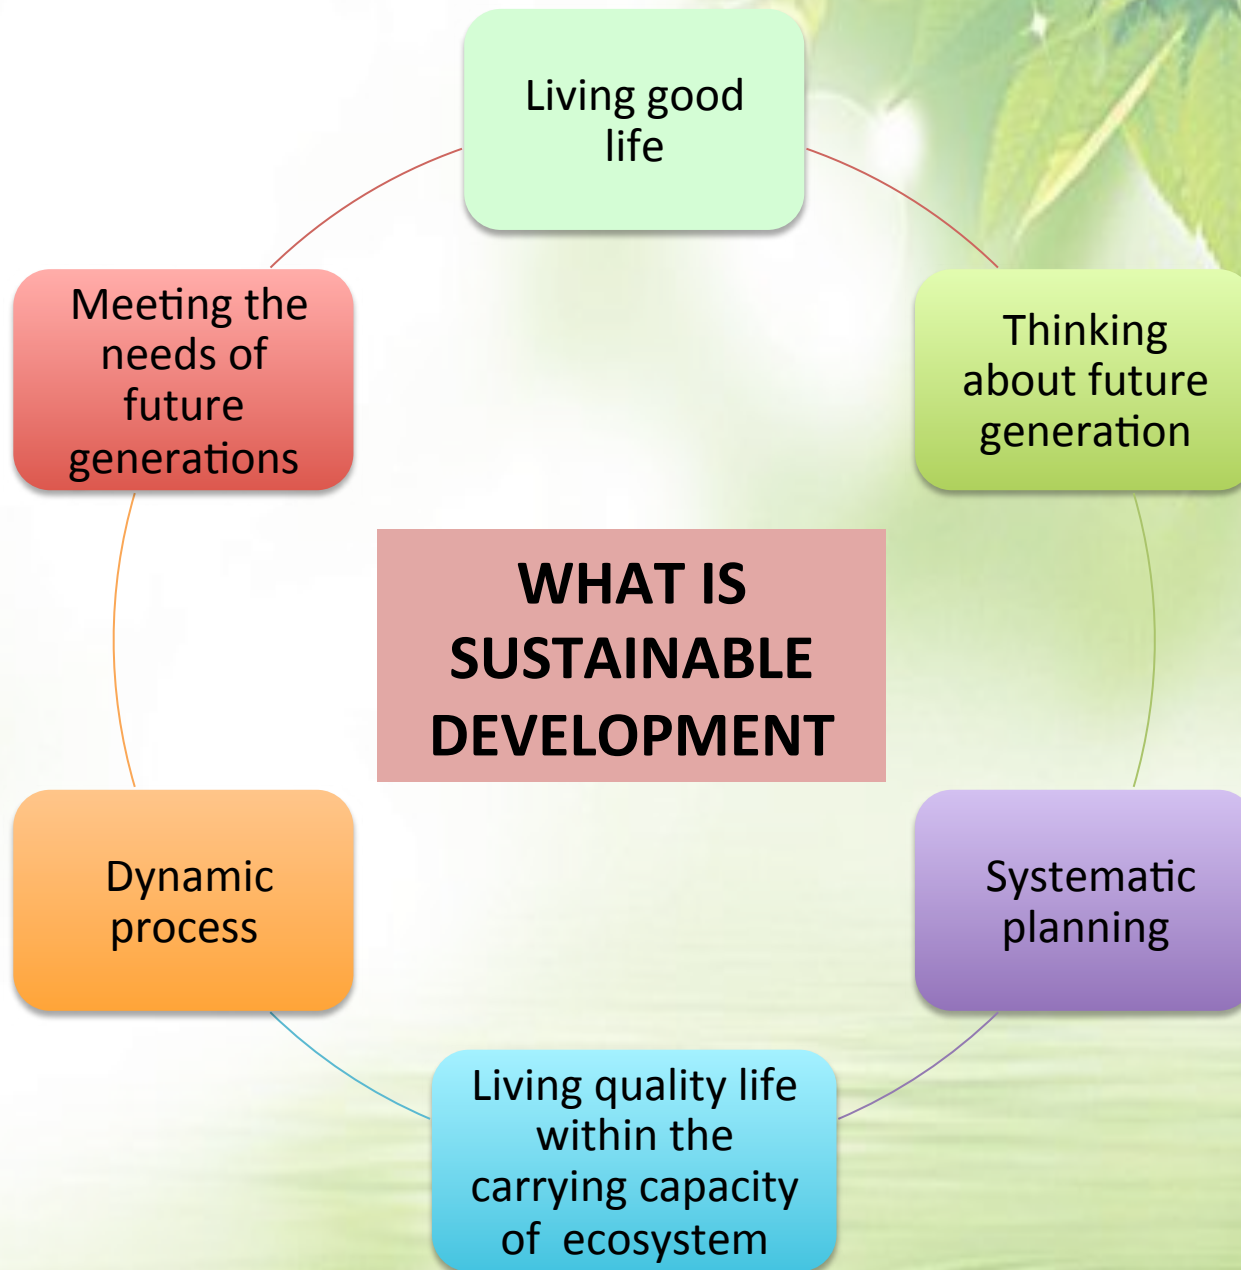 Living good
life
Thinking
about future
generation
Systematic
planning
Living quality life
within the
carrying capacity
of ecosystem
Dynamic
process
Meeting the
needs of
future
generations
WHAT IS
SUSTAINABLE
DEVELOPMENT